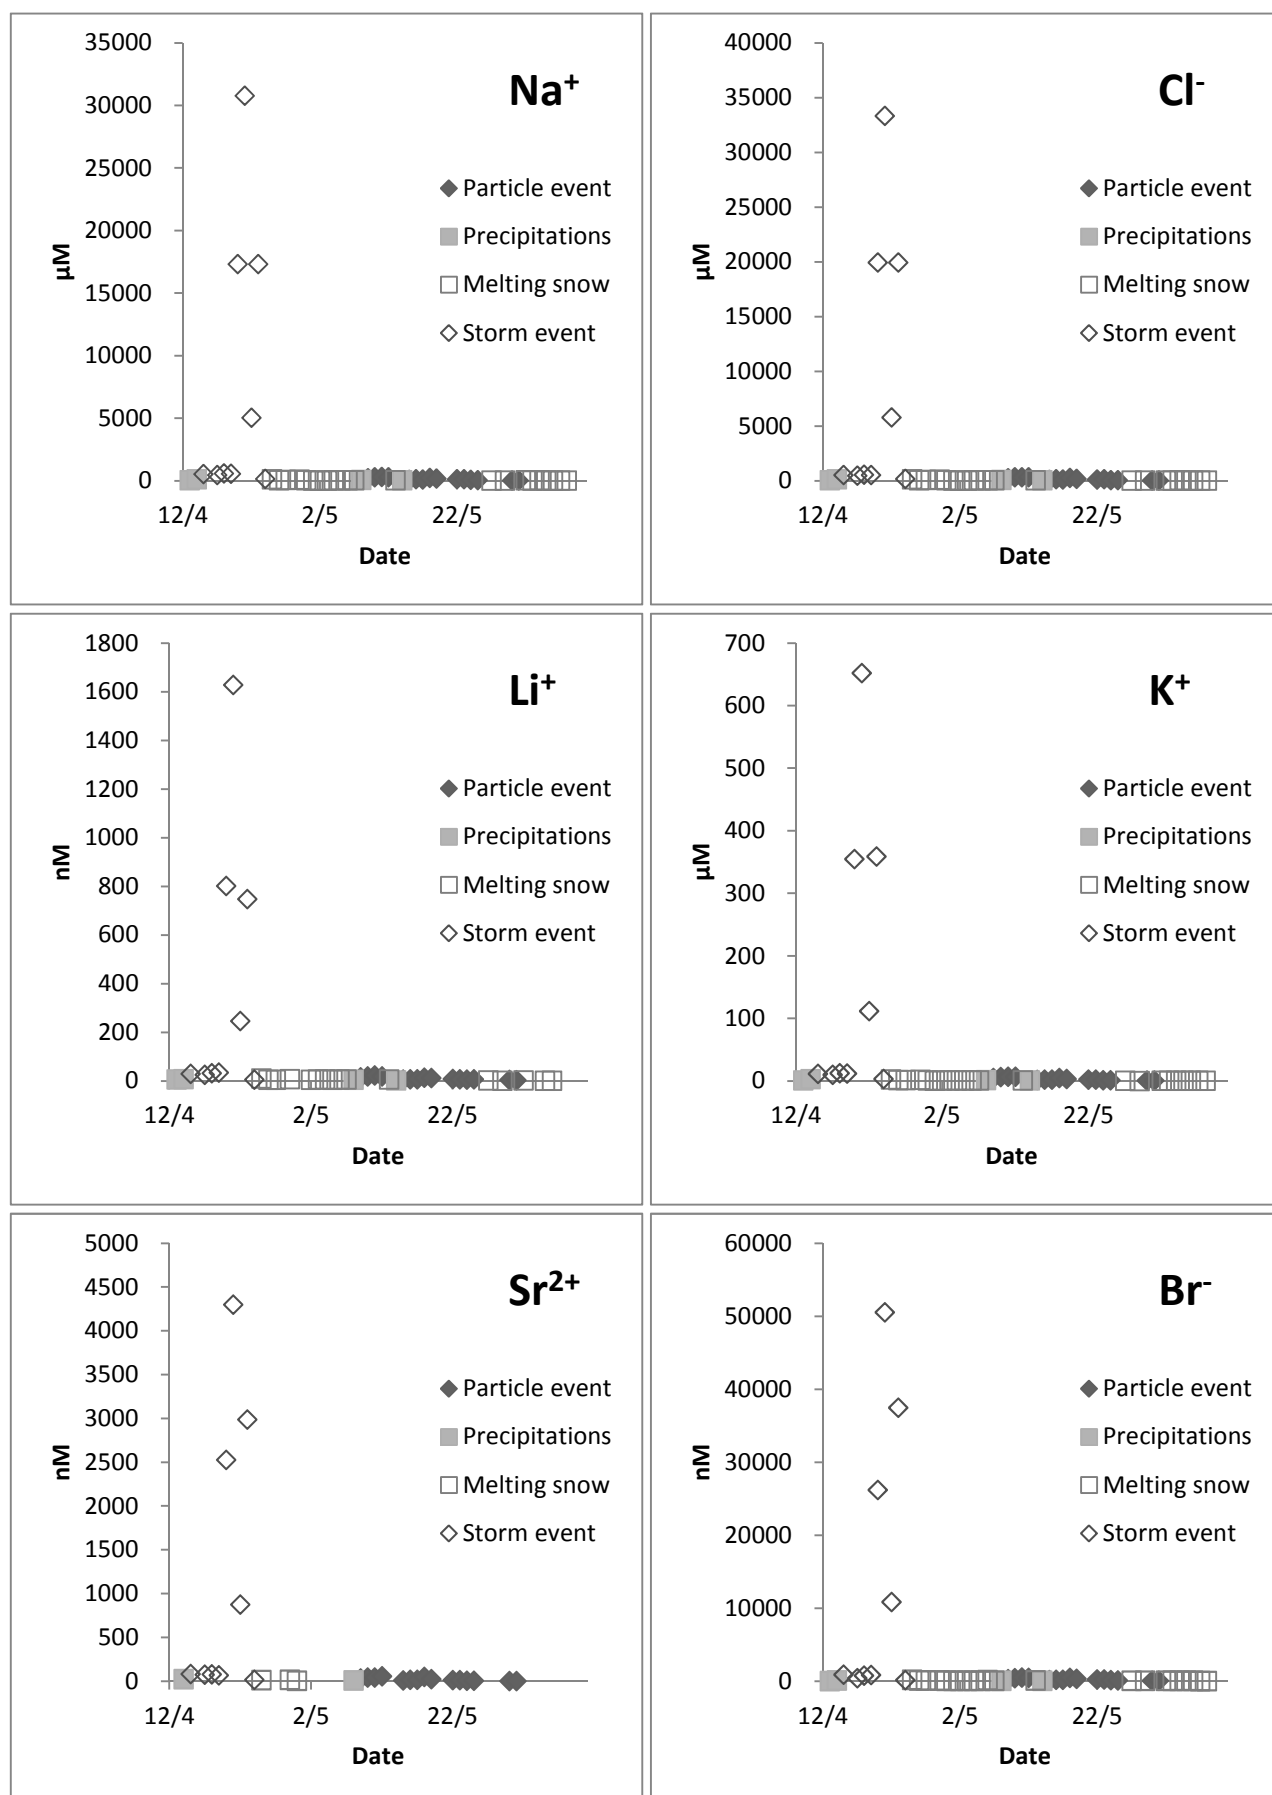 35000
30000
25000
20000
15000
10000
5000
0
µM
Na⁺
Particle event
Precipitations
Melting snow
Storm event
12/4 2/5 22/5
Date
40000
35000
30000
25000
20000
15000
10000
5000
0
µM
Cl⁻
Particle event
Precipitations
Melting snow
Storm event
12/4 2/5 22/5
Date
1800
1600
1400
1200
1000
800
600
400
200
0
nM
Li⁺
Particle event
Precipitations
Melting snow
Storm event
12/4 2/5 22/5
Date
700
600
500
400
300
200
100
0
µM
K⁺
Particle event
Precipitations
Melting snow
Storm event
12/4 2/5 22/5
Date
5000
4500
4000
3500
3000
2500
2000
1500
1000
500
0
nM
Sr²⁺
Particle event
Precipitations
Melting snow
Storm event
12/4 2/5 22/5
Date
60000
50000
40000
30000
20000
10000
0
nM
Br⁻
Particle event
Precipitations
Melting snow
Storm event
12/4 2/5 22/5
Date